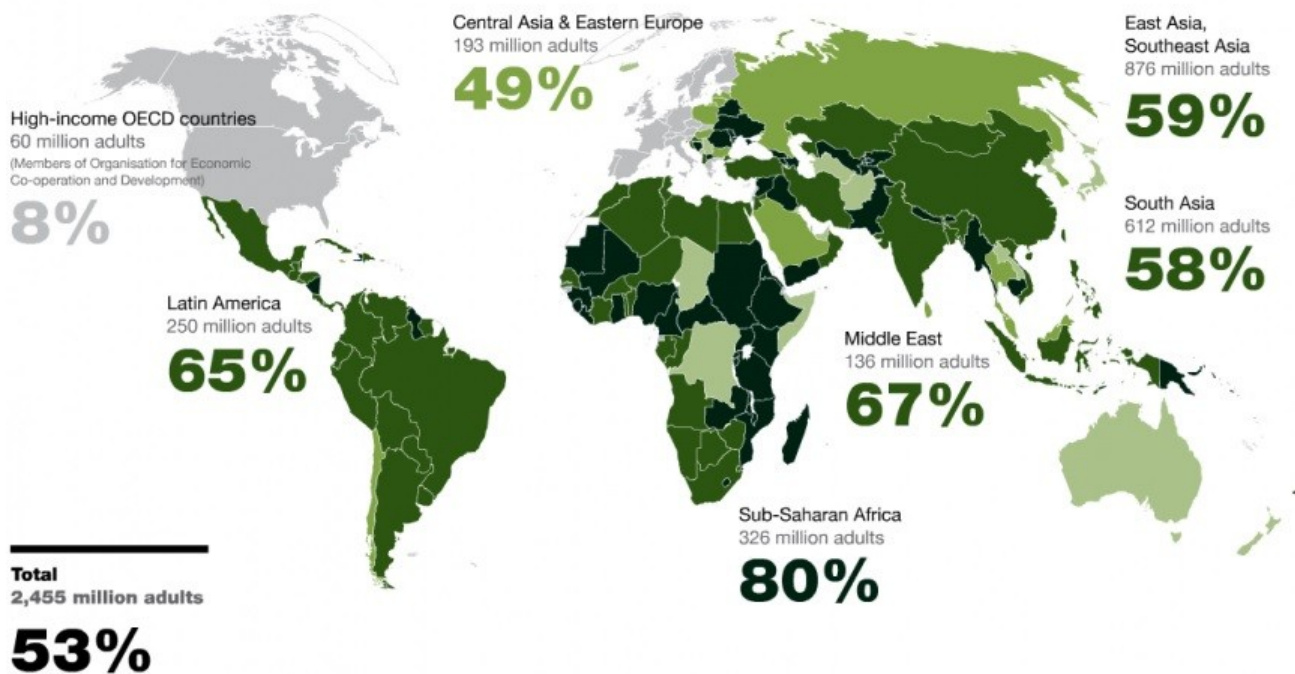 Central Asia & Eastern Europe
193 million adults
49%
East Asia,
Southeast Asia
876 million adults
59%
High-income OECD countries
60 million adults
(Members of Organisation for Economic
Co-operation and Development)
8%
South Asia
612 million adults
58%
Latin America
250 million adults
65%
Middle East
136 million adults
67%
Sub-Saharan Africa
326 million adults
80%
Total
2,455 million adults
53%